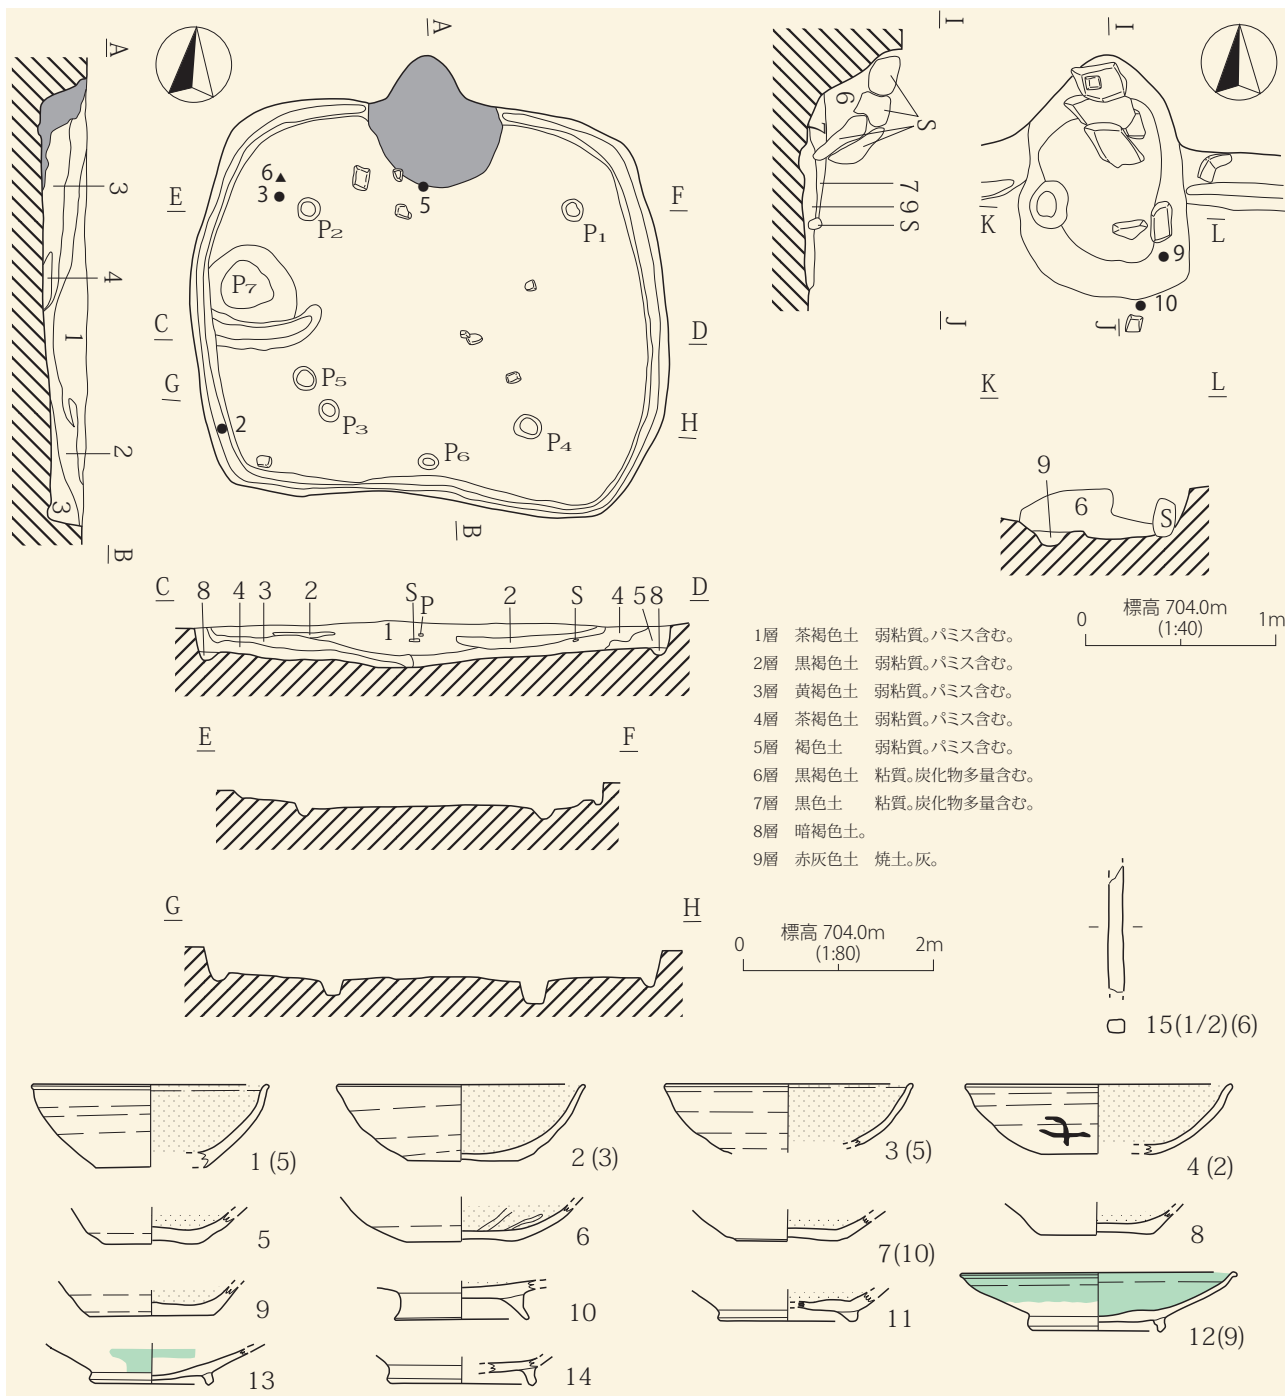 A
A
B
B
E
F
C
D
G
H
6
3
5
2
P₁
P₂
P₃
P₄
P₅
P₆
P₇
3
4
1
2
3
I
I
J
J
K
L
6
7
S
7
9
S
9
10
K
L
9
6
S
標高 704.0m
0 (1:40) 1m
C
D
8 4 3 2 1 S P 2 S 4 5 8
1層 茶褐色土 弱粘質。パミス含む。
2層 黒褐色土 弱粘質。パミス含む。
3層 黄褐色土 弱粘質。パミス含む。
4層 茶褐色土 弱粘質。パミス含む。
5層 褐色土 弱粘質。パミス含む。
6層 黒褐色土 粘質。炭化物多量含む。
7層 黒色土 粘質。炭化物多量含む。
8層 暗褐色土。
9層 赤灰色土 焼土。灰。
E
F
G
H
標高 704.0m
0 (1:80) 2m
15(1/2)(6)
1 (5)
2 (3)
3 (5)
4 (2)
5
6
7(10)
8
9
10
11
12(9)
13
14